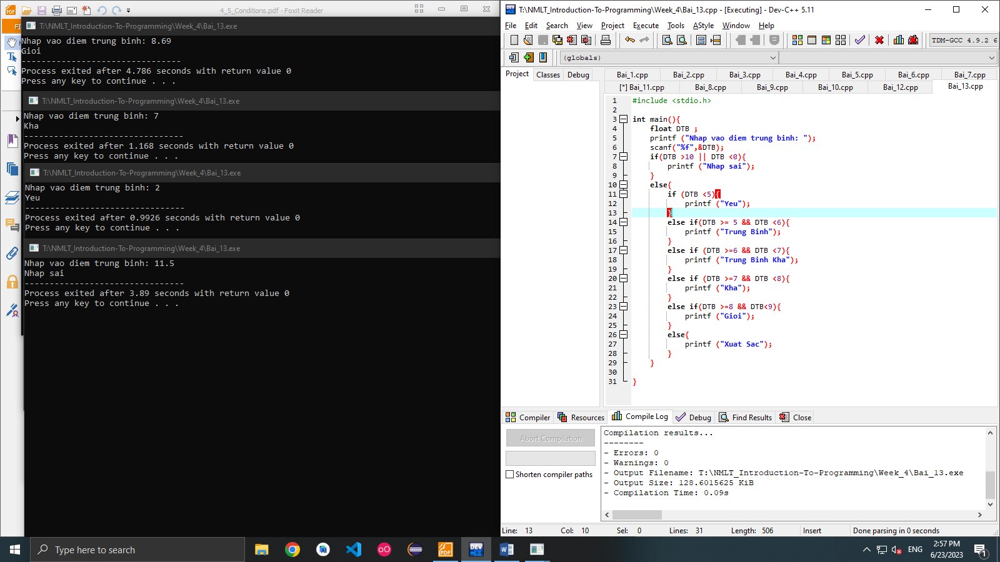 4_5_Conditions.pdf - Foxit Reader
FI
T:\NMLT_Introduction-To-Programming\Week_4\Bai_13.exe
Nhap vao diem trung binh: 8.69
Gioi
--------------------------------
Process exited after 4.786 seconds with return value 0
Press any key to continue . . .
T:\NMLT_Introduction-To-Programming\Week_4\Bai_13.exe
Nhap vao diem trung binh: 7
Kha
--------------------------------
Process exited after 1.168 seconds with return value 0
Press any key to continue . . .
T:\NMLT_Introduction-To-Programming\Week_4\Bai_13.exe
Nhap vao diem trung binh: 2
Yeu
--------------------------------
Process exited after 0.9926 seconds with return value 0
Press any key to continue . . .
T:\NMLT_Introduction-To-Programming\Week_4\Bai_13.exe
Nhap vao diem trung binh: 11.5
Nhap sai
--------------------------------
Process exited after 3.89 seconds with return value 0
Press any key to continue . . .
T:\NMLT_Introduction-To-Programming\Week_4\Bai_13.cpp - [Executing] - Dev-C++ 5.11
File Edit Search View Project Execute Tools AStyle Window Help
TDM-GCC 4.9.2 6
(globals)
Project Classes Debug
Bai_1.cpp Bai_2.cpp Bai_3.cpp Bai_4.cpp Bai_5.cpp Bai_6.cpp Bai_7.cpp
[*] Bai_11.cpp Bai_8.cpp Bai_9.cpp Bai_10.cpp Bai_12.cpp Bai_13.cpp
1 #include <stdio.h>
2
3 int main(){
4 float DTB ;
5 printf ("Nhap vao diem trung binh: ");
6 scanf("%f",&DTB);
7 if(DTB >10 || DTB <0){
8 printf ("Nhap sai");
9 }
10 else{
11 if (DTB <5){
12 printf ("Yeu");
13 }
14 else if(DTB >= 5 && DTB <6){
15 printf ("Trung Binh");
16 }
17 else if (DTB >=6 && DTB <7){
18 printf ("Trung Binh Kha");
19 }
20 else if (DTB >=7 && DTB <8){
21 printf ("Kha");
22 }
23 else if(DTB >=8 && DTB<9){
24 printf ("Gioi");
25 }
26 else{
27 printf ("Xuat Sac");
28 }
29 }
30
31 }
Compiler Resources Compile Log Debug Find Results Close
Abort Compilation
Shorten compiler paths
Compilation results...
--------
- Errors: 0
- Warnings: 0
- Output Filename: T:\NMLT_Introduction-To-Programming\Week_4\Bai_13.exe
- Output Size: 128.6015625 KiB
- Compilation Time: 0.09s
Line: 13 Col: 10 Sel: 0 Lines: 31 Length: 506 Insert Done parsing in 0 seconds
Type here to search
PDF
DEV
ENG
2:57 PM
6/23/2023
1